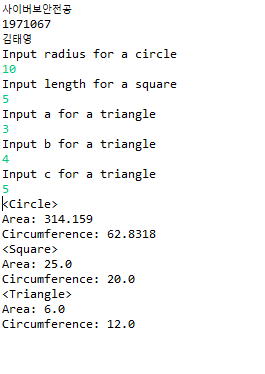 사이버보안전공
1971067
김태영
Input radius for a circle
10
Input length for a square
5
Input a for a triangle
3
Input b for a triangle
4
Input c for a triangle
5
<Circle>
Area: 314.159
Circumference: 62.8318
<Square>
Area: 25.0
Circumference: 20.0
<Triangle>
Area: 6.0
Circumference: 12.0